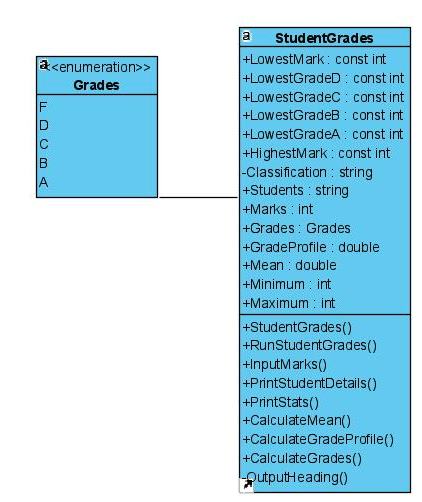 a
<<enumeration>>
Grades
F
D
C
B
A
a
StudentGrades
+LowestMark : const int
+LowestGradeD : const int
+LowestGradeC : const int
+LowestGradeB : const int
+LowestGradeA : const int
+HighestMark : const int
-Classification : string
+Students : string
+Marks : int
+Grades : Grades
+GradeProfile : double
+Mean : double
+Minimum : int
+Maximum : int
+StudentGrades()
+RunStudentGrades()
+InputMarks()
+PrintStudentDetails()
+PrintStats()
+CalculateMean()
+CalculateGradeProfile()
+CalculateGrades()
-OutputHeading()